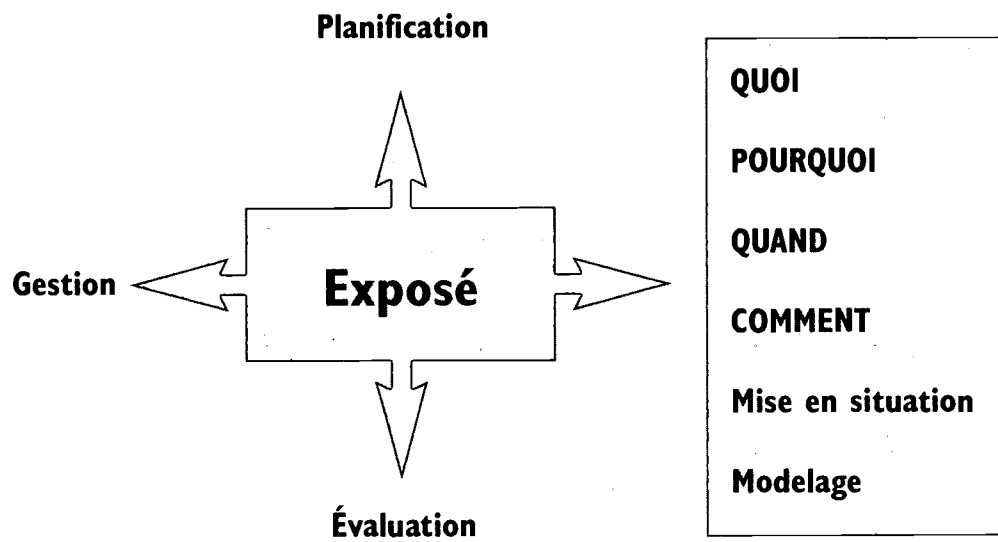 Planification
Gestion
Exposé
Évaluation
QUOI
POURQUOI
QUAND
COMMENT
Mise en situation
Modelage